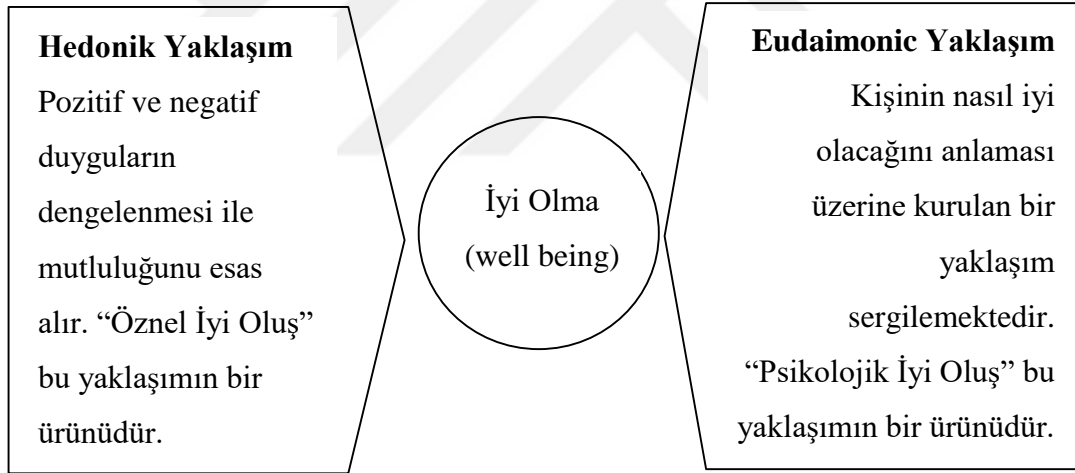 Hedonik Yaklaşım
Pozitif ve negatif
duyguların
dengelenmesi ile
mutluluğunu esas
alır. “Öznel İyi Oluş”
bu yaklaşımın bir
ürünüdür.
İyi Olma
(well being)
Eudaimonic Yaklaşım
Kişinin nasıl iyi
olacağını anlaması
üzerine kurulan bir
yaklaşım
sergilemektedir.
“Psikolojik İyi Oluş” bu
yaklaşımın bir ürünüdür.